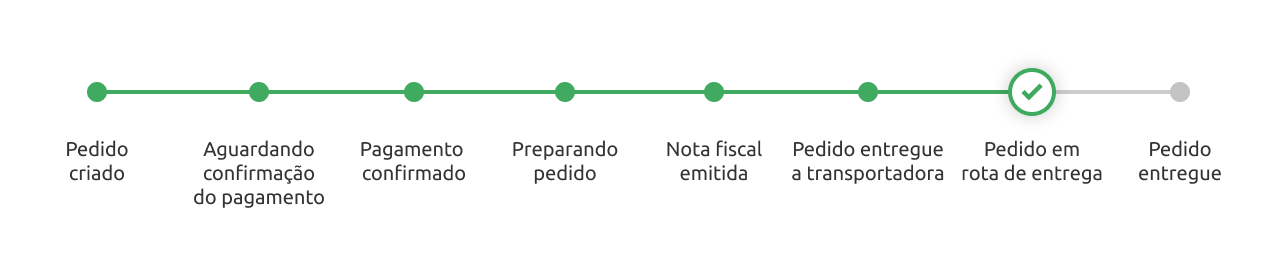 Pedido
criado
Aguardando
confirmação
do pagamento
Pagamento
confirmado
Preparando
pedido
Nota fiscal
emitida
Pedido entregue
a transportadora
Pedido em
rota de entrega
Pedido
entregue